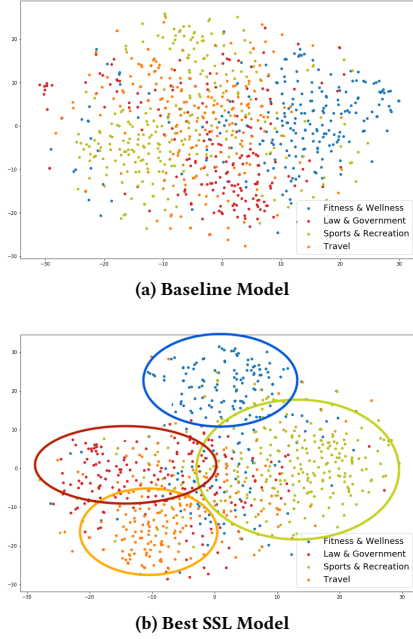 20
10
0
−10
−20
−30
−30
−20
−10
0
10
20
30
Fitness & Wellness
Law & Government
Sports & Recreation
Travel
(a) Baseline Model
30
20
10
0
−10
−20
−30
−30
−20
−10
0
10
20
30
Fitness & Wellness
Law & Government
Sports & Recreation
Travel
(b) Best SSL Model